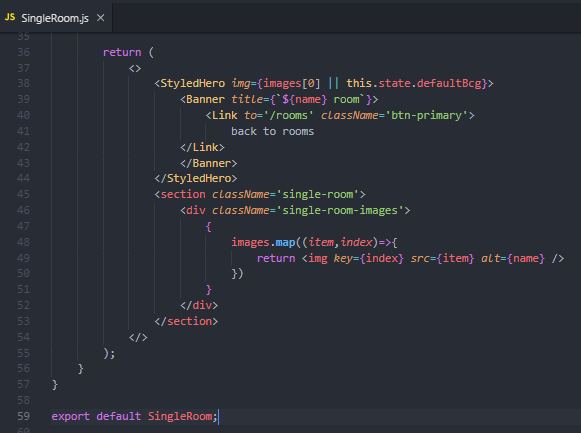 JS SingleRoom.js ×
35
36 return (
37 <>
38 <StyledHero img={images[0] || this.state.defaultBcg}>
39 <Banner title={`${name} room`}>
40 <Link to='/rooms' className='btn-primary'>
41 back to rooms
42 </Link>
43 </Banner>
44 </StyledHero>
45 <section className='single-room'>
46 <div className='single-room-images'>
47 {
48 images.map((item,index)=>{
49 return <img key={index} src={item} alt={name} />
50 })
51 }
52 </div>
53 </section>
54 </>
55 );
56 }
57 }
58
59 export default SingleRoom;
60